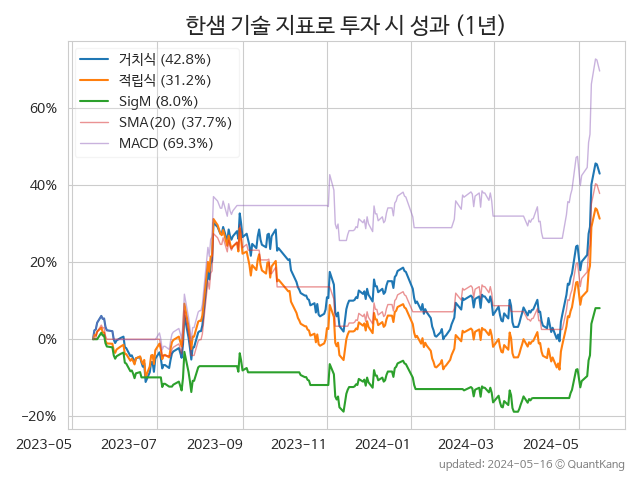 한샘 기술 지표로 투자 시 성과 (1년)
거치식 (42.8%)
적립식 (31.2%)
SigM (8.0%)
SMA(20) (37.7%)
MACD (69.3%)
60%
40%
20%
0%
−20%
2023-05 2023-07 2023-09 2023-11 2024-01 2024-03 2024-05
updated: 2024-05-16 © QuantKang